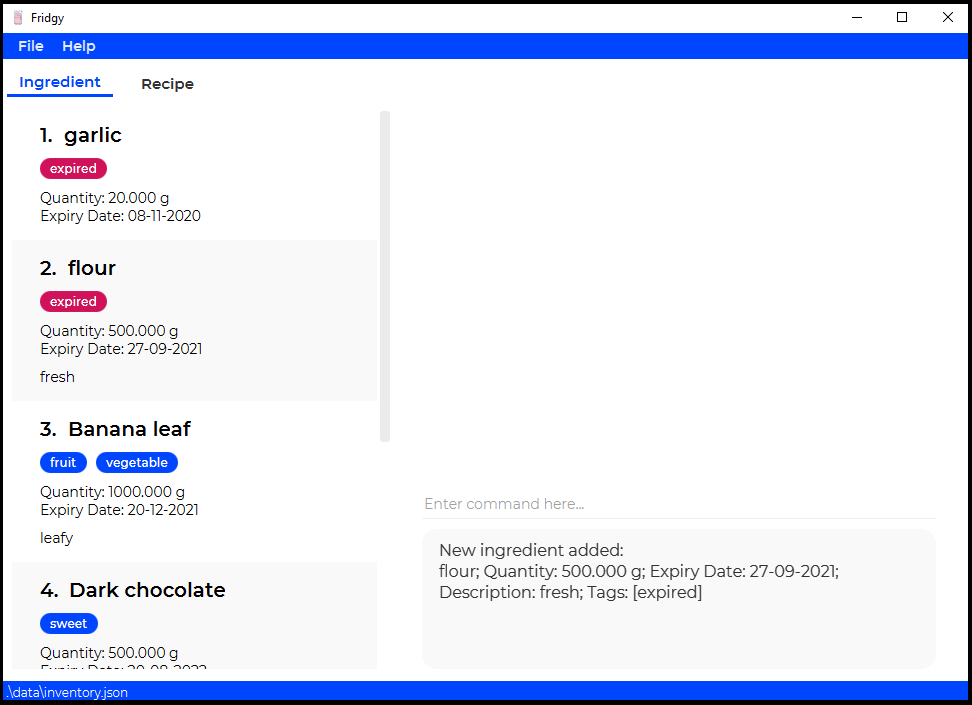 Fridgy
File Help
Ingredient Recipe
1. garlic
expired
Quantity: 20.000 g
Expiry Date: 08-11-2020
2. flour
expired
Quantity: 500.000 g
Expiry Date: 27-09-2021
fresh
3. Banana leaf
fruit vegetable
Quantity: 1000.000 g
Expiry Date: 20-12-2021
leafy
4. Dark chocolate
sweet
Quantity: 500.000 g
Expiry Date:
Enter command here...
New ingredient added:
flour; Quantity: 500.000 g; Expiry Date: 27-09-2021;
Description: fresh; Tags: [expired]
.\data\inventory.json